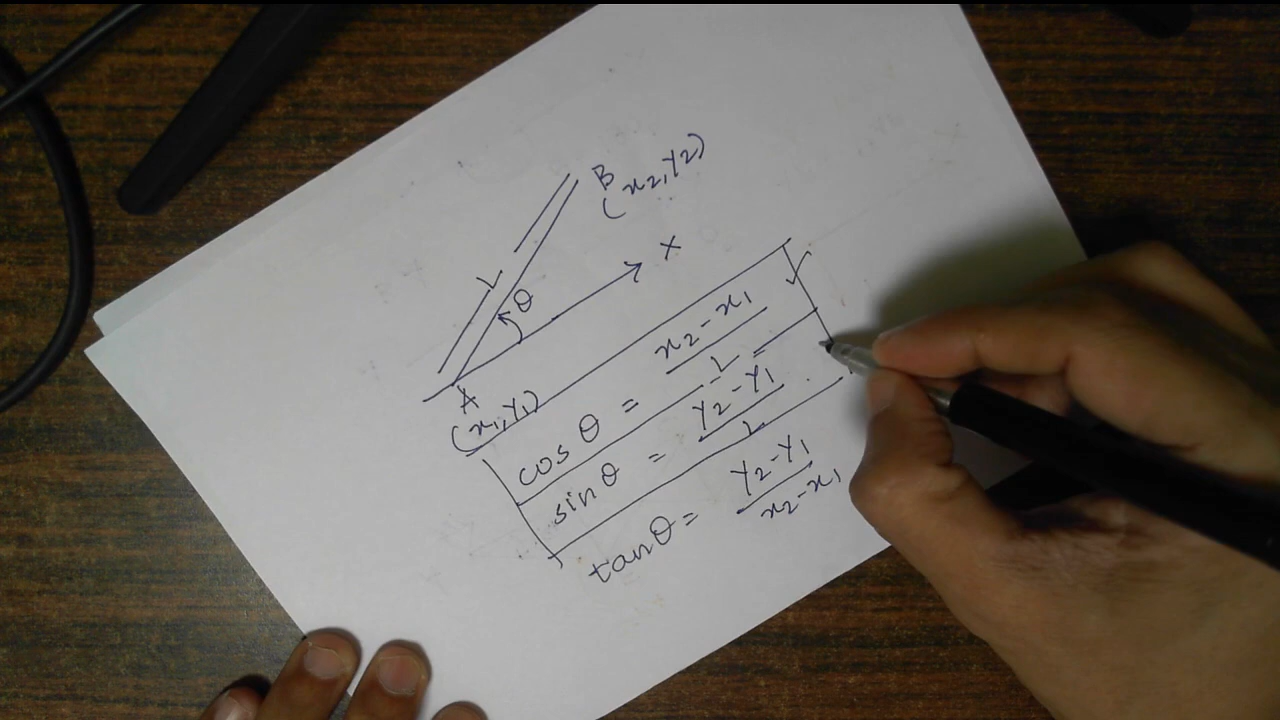 B
(x2, y2)
X
L
θ
A
(x1, y1)
cos θ = x2 - x1 / L
sin θ = y2 - y1 / L
tan θ = y2 - y1 / x2 - x1